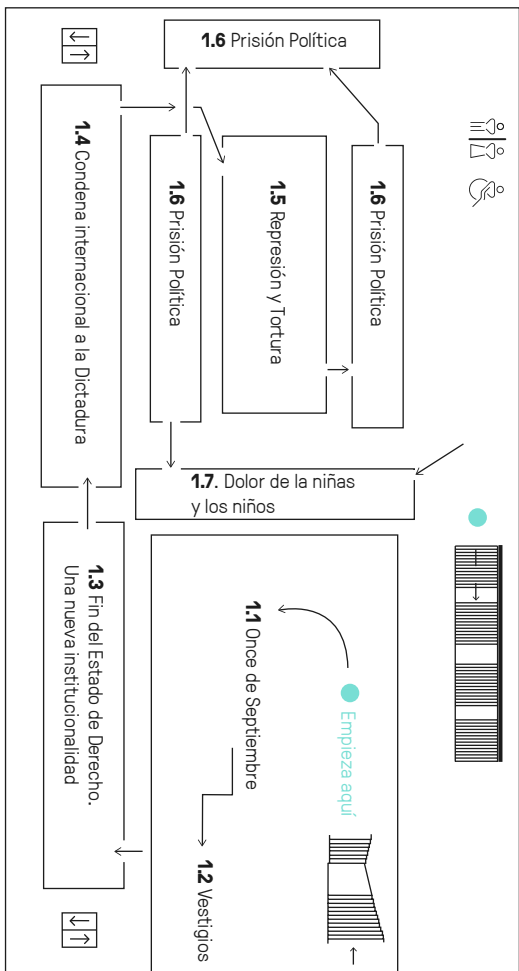 1.6 Prisión Política
1.4 Condena internacional a la Dictadura
1.6 Prisión Política
1.5 Represión y Tortura
1.6 Prisión Política
1.7. Dolor de la niñas
y los niños
1.3 Fin del Estado de Derecho.
Una nueva institucionalidad
1.1 Once de Septiembre
Empieza aquí
1.2 Vestigios